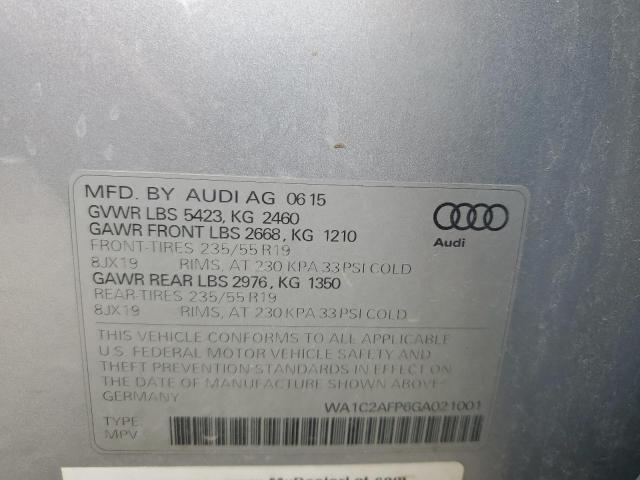 MFD. BY AUDI AG 0615
GVWR LBS 5423, KG 2460
GAWR FRONT LBS 2668, KG 1210
FRONT-TIRES 235/55 R19
8JX19 RIMS, AT 230 KPA 33 PSI COLD
GAWR REAR LBS 2976, KG 1350
REAR-TIRES 235/55 R19
8JX19 RIMS, AT 230 KPA 33 PSI COLD
Audi
THIS VEHICLE CONFORMS TO ALL APPLICABLE
U.S. FEDERAL MOTOR VEHICLE SAFETY AND
THEFT PREVENTION-STANDARDS IN EFFECT ON
THE DATE OF MANUFACTURE SHOWN ABOVE.
GERMANY
WA1C2AFP6GA021001
TYPE:
MPV